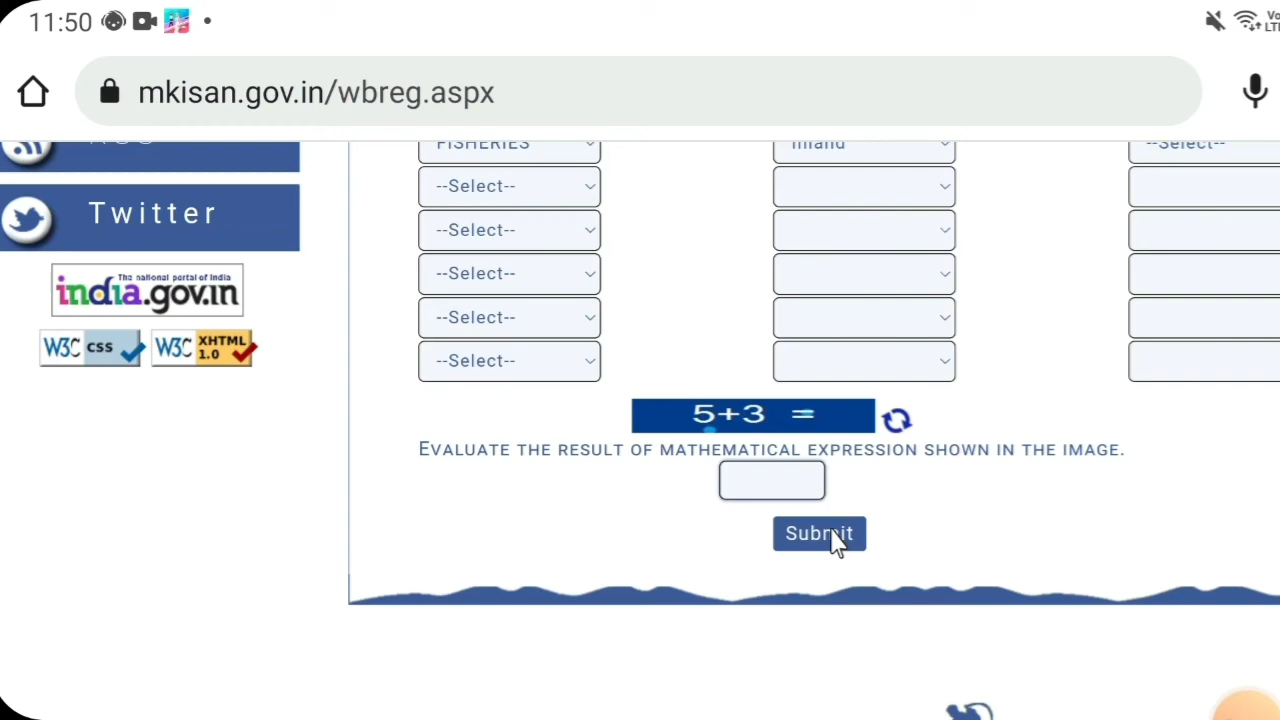 11:50
Vo
LTE
mkisan.gov.in/wbreg.aspx
FISHERIES
Inland
--Select--
--Select--
Twitter
--Select--
The national portal of India
india.gov.in
--Select--
--Select--
W3C CSS
W3C XHTML 1.0
--Select--
5+3 =
EVALUATE THE RESULT OF MATHEMATICAL EXPRESSION SHOWN IN THE IMAGE.
Submit